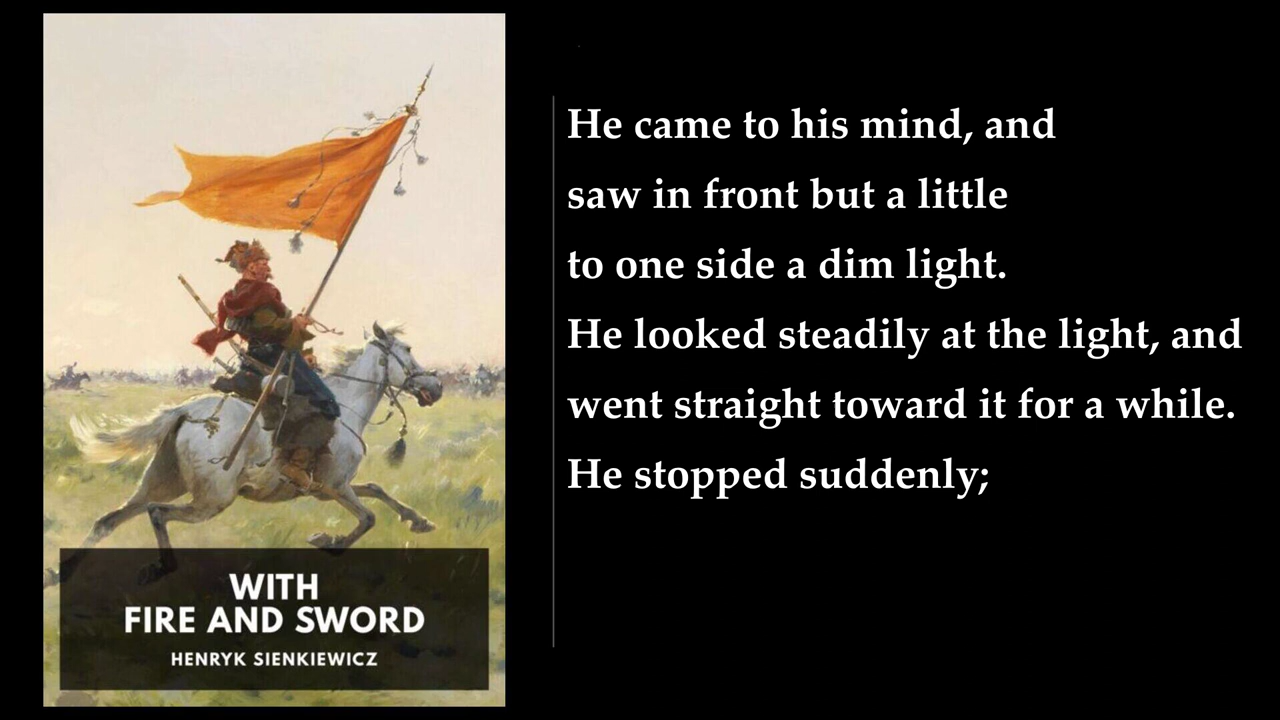 WITH
FIRE AND SWORD
HENRYK SIENKIEWICZ
He came to his mind, and
saw in front but a little
to one side a dim light.
He looked steadily at the light, and
went straight toward it for a while.
He stopped suddenly;